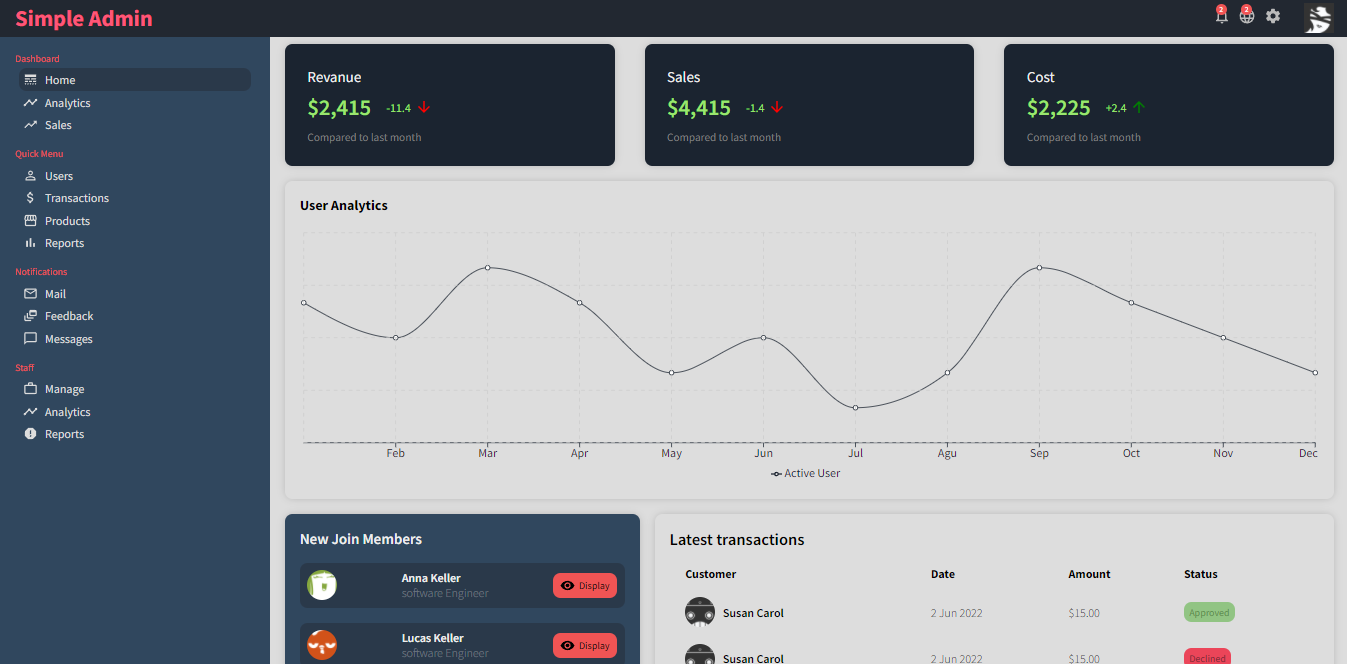 Simple Admin
2 2
Dashboard
Home
Analytics
Sales
Quick Menu
Users
Transactions
Products
Reports
Notifications
Mail
Feedback
Messages
Staff
Manage
Analytics
Reports
Revanue
$2,415 -11.4
Compared to last month
Sales
$4,415 -1.4
Compared to last month
Cost
$2,225 +2.4
Compared to last month
User Analytics
Feb Mar Apr May Jun Jul Agu Sep Oct Nov Dec
Active User
New Join Members
Anna Keller
software Engineer
Display
Lucas Keller
software Engineer
Display
Latest transactions
Customer Date Amount Status
Susan Carol 2 Jun 2022 $15.00 Approved
Susan Carol 2 Jun 2022 $15.00 Declined